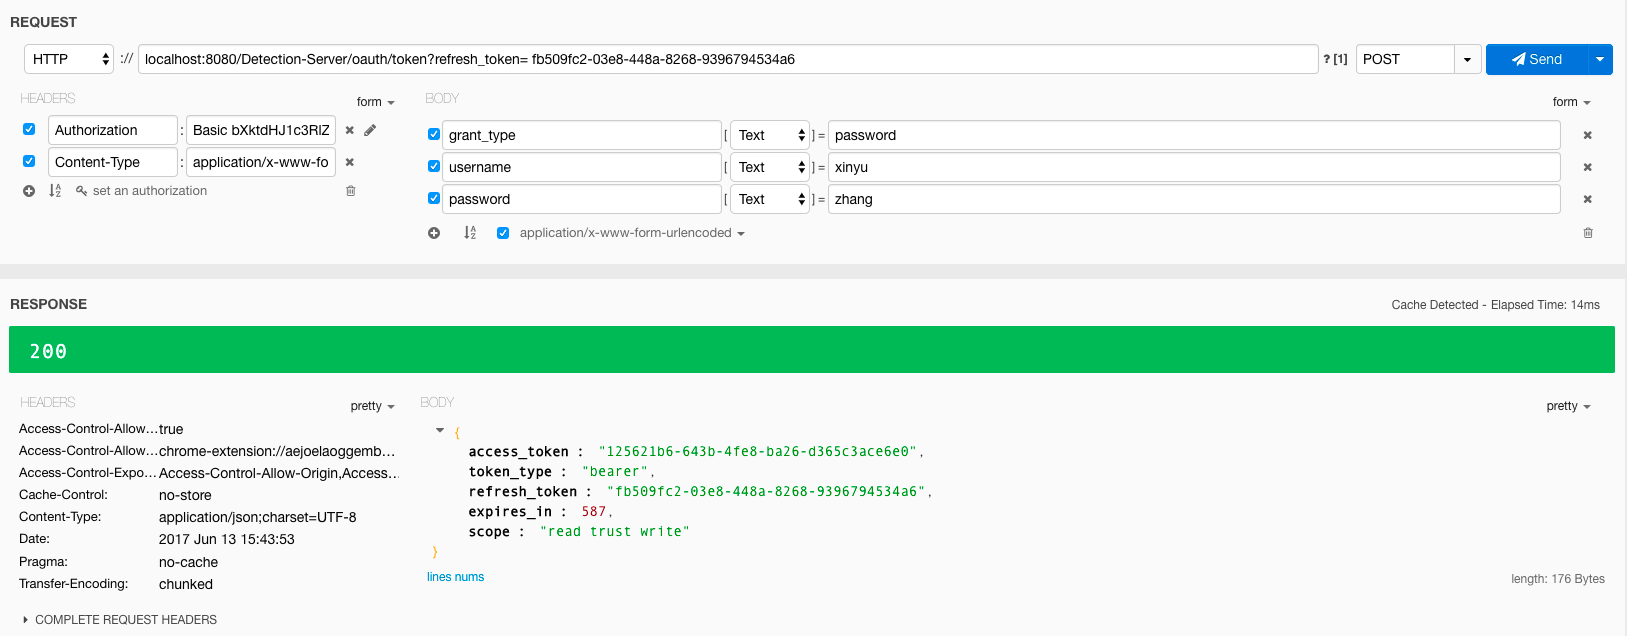 REQUEST
HTTP :// localhost:8080/Detection-Server/oauth/token?refresh_token= fb509fc2-03e8-448a-8268-9396794534a6 ? [1] POST Send
HEADERS form BODY form
Authorization : Basic bXktdHJ1c3RlZ
Content-Type : application/x-www-fo
set an authorization
grant_type [ Text ] = password
username [ Text ] = xinyu
password [ Text ] = zhang
application/x-www-form-urlencoded
RESPONSE
Cache Detected - Elapsed Time: 14ms
200
HEADERS pretty BODY pretty
Access-Control-Allow... true
Access-Control-Allow... chrome-extension://aejoelaoggemb...
Access-Control-Expo... Access-Control-Allow-Origin,Access...
Cache-Control: no-store
Content-Type: application/json;charset=UTF-8
Date: 2017 Jun 13 15:43:53
Pragma: no-cache
Transfer-Encoding: chunked
COMPLETE REQUEST HEADERS
{
access_token : "125621b6-643b-4fe8-ba26-d365c3ace6e0",
token_type : "bearer",
refresh_token : "fb509fc2-03e8-448a-8268-9396794534a6",
expires_in : 587,
scope : "read trust write"
}
lines nums
length: 176 Bytes